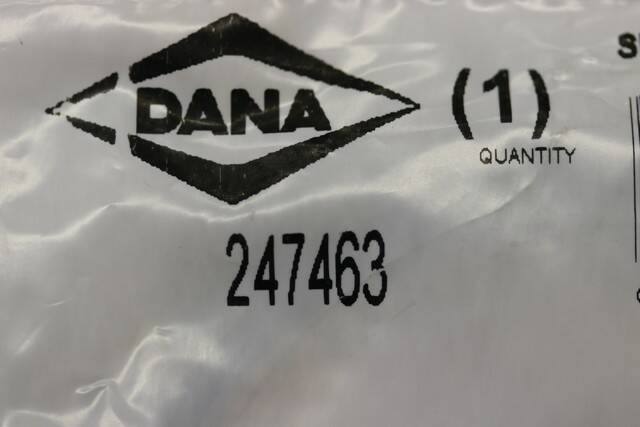 DANA
(1)
QUANTITY
247463